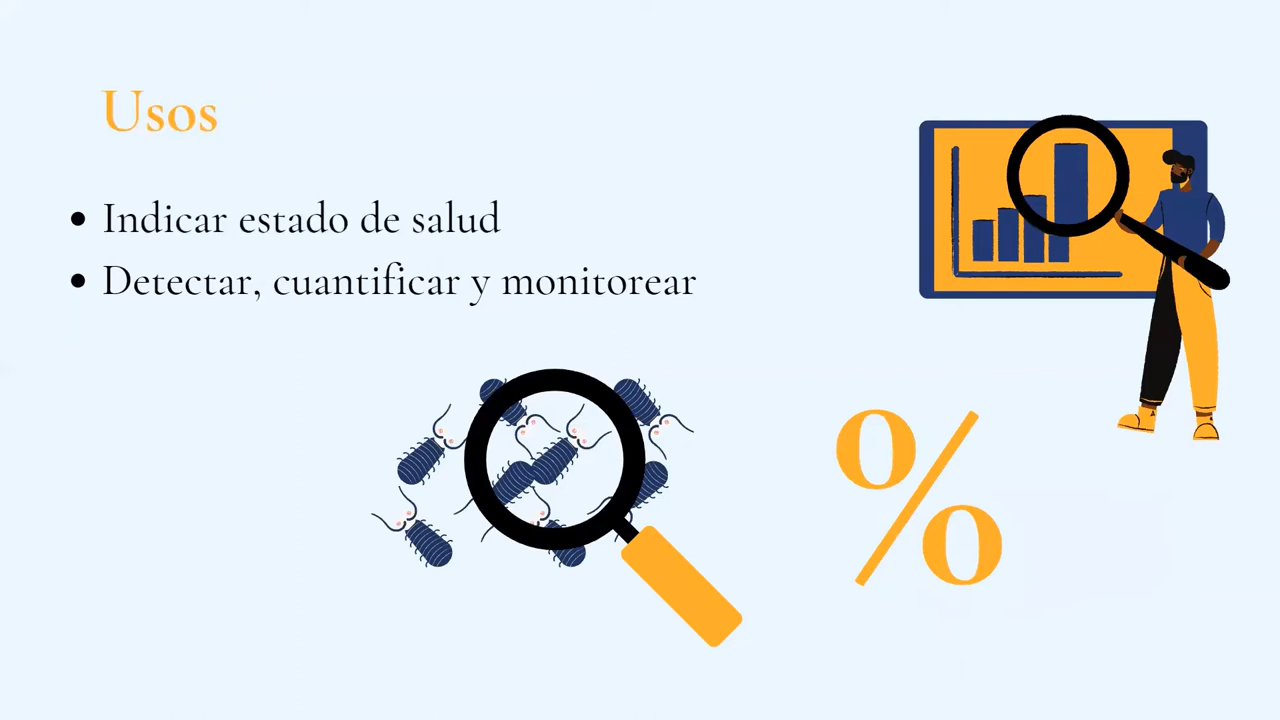 Usos
• Indicar estado de salud
• Detectar, cuantificar y monitorear
%